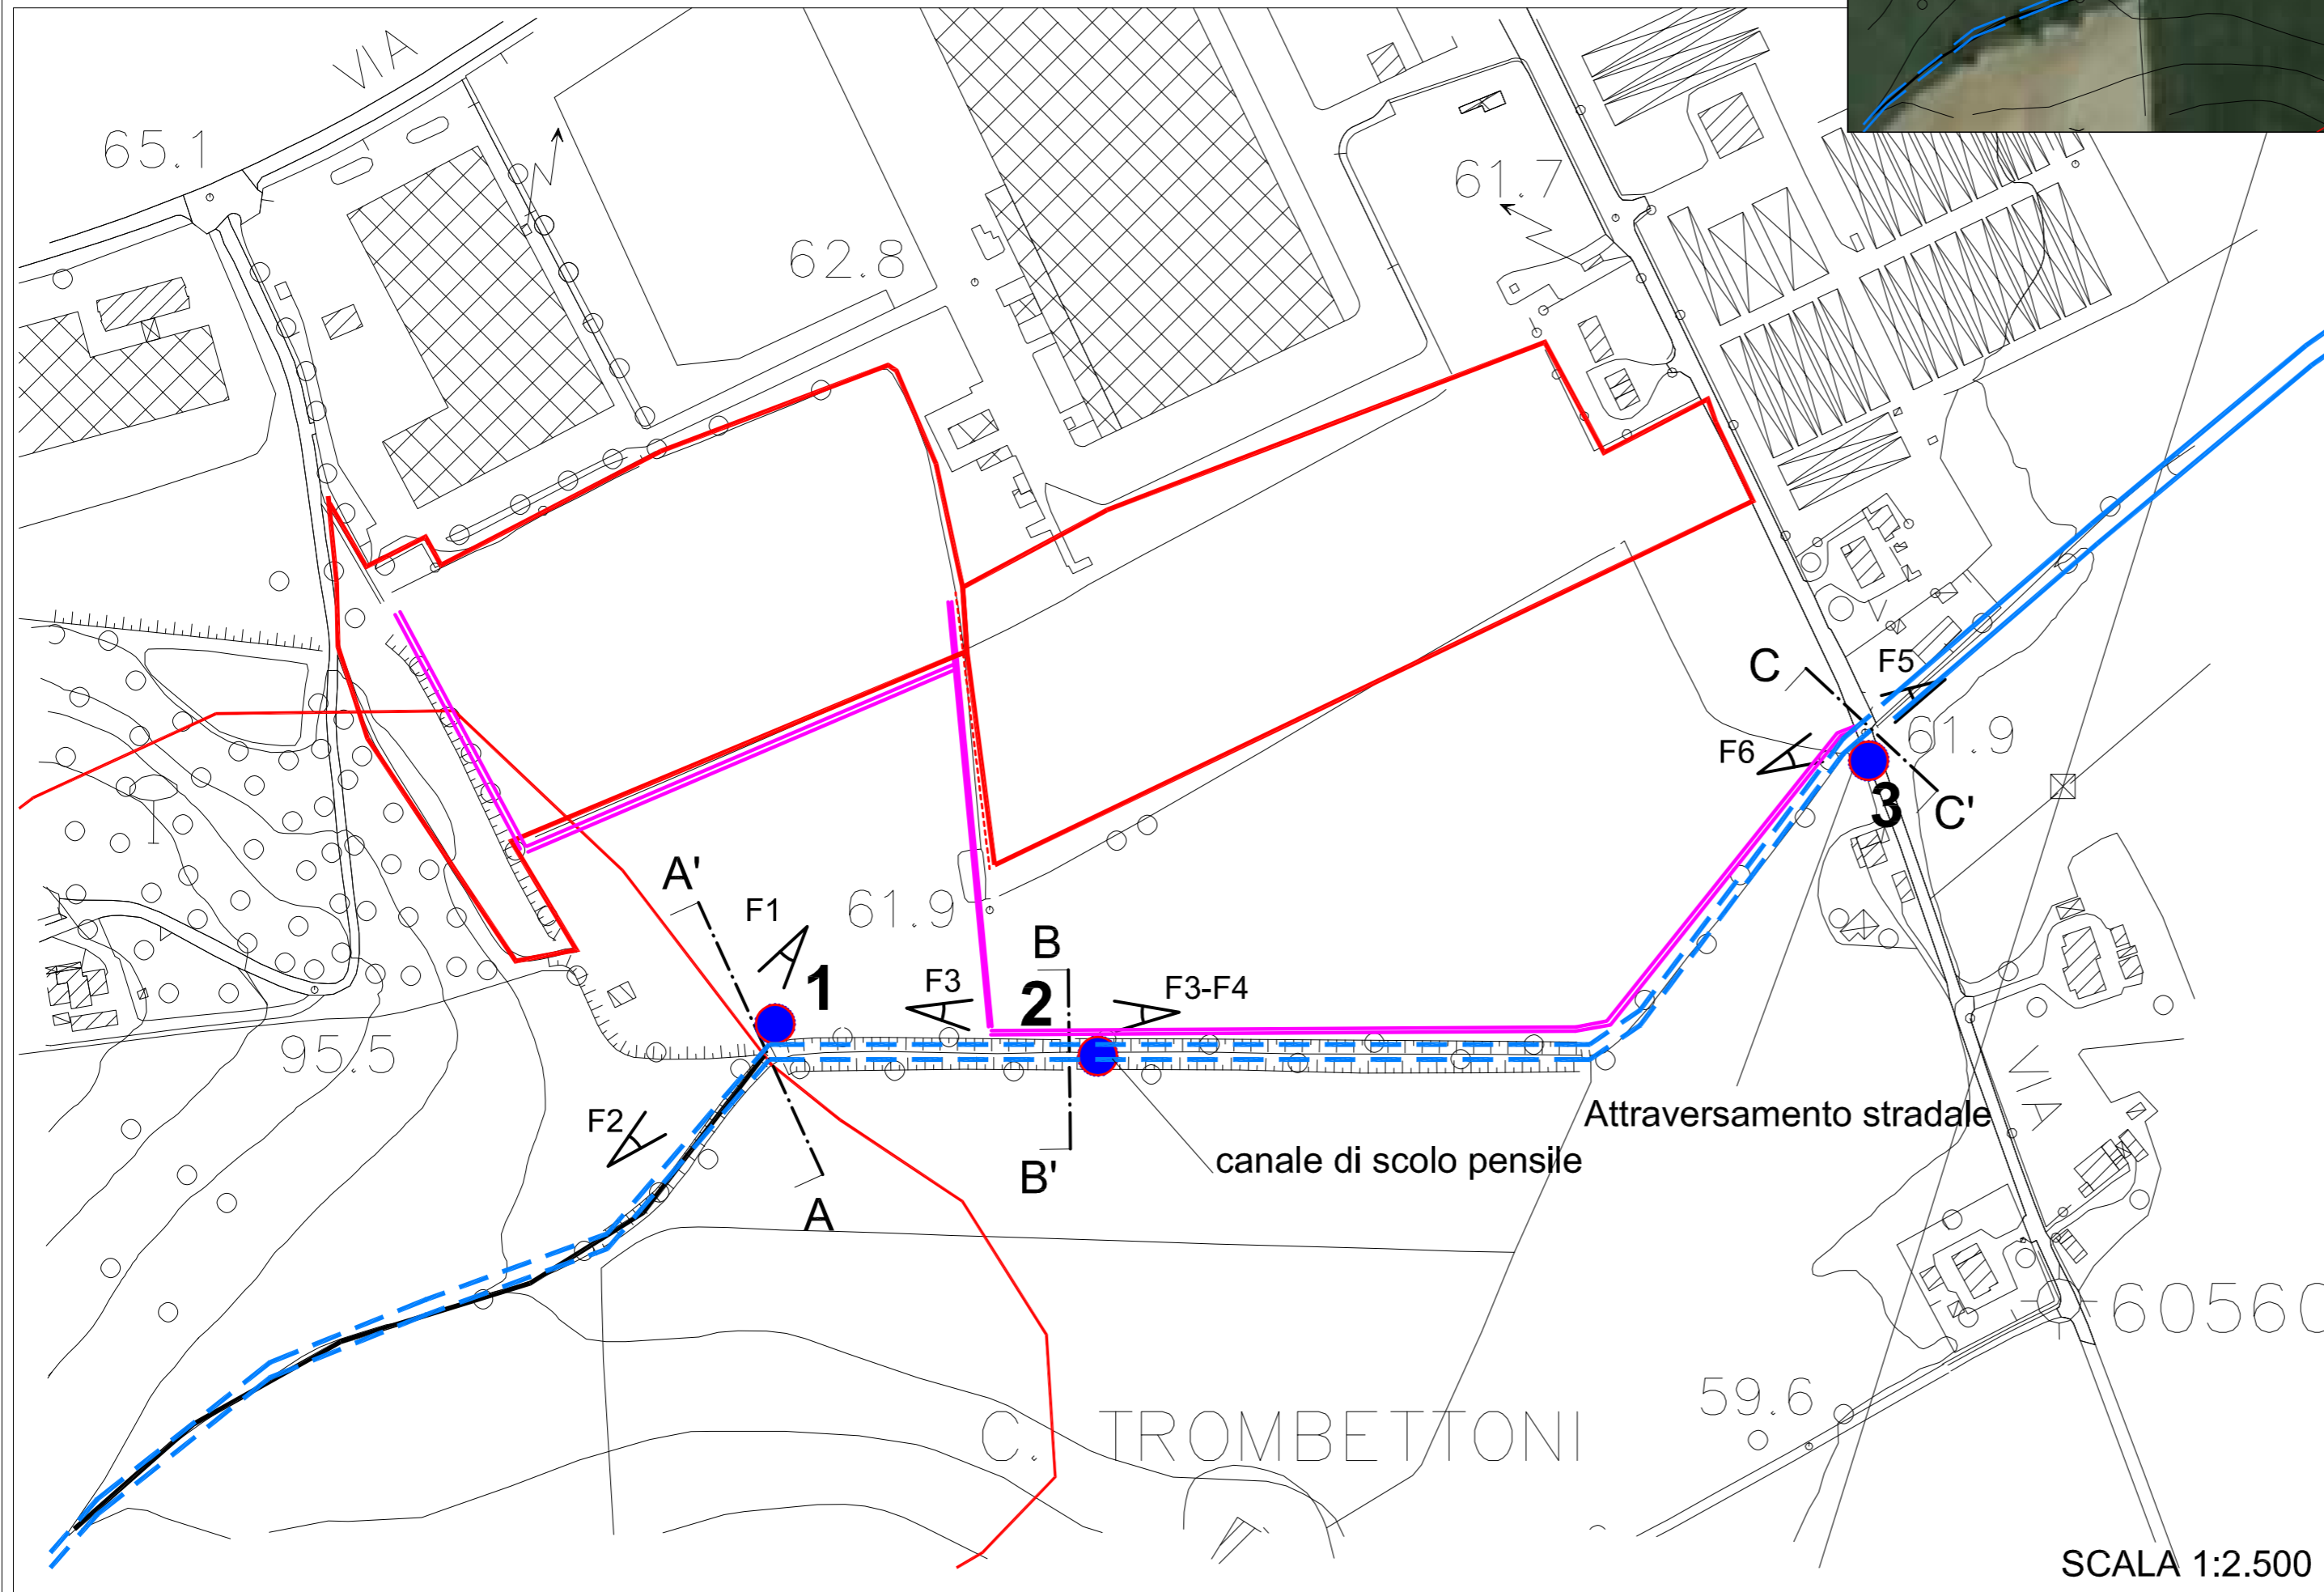 VIA
65.1
61.7
62.8
C
F5
61.9
F6
3
C'
A'
F1
61.9
B
1
F3
2
F3-F4
95.5
F2
Attraversamento stradale
VIA
canale di scolo pensile
B'
A
60560
59.6
C. TROMBETTONI
SCALA 1:2.500